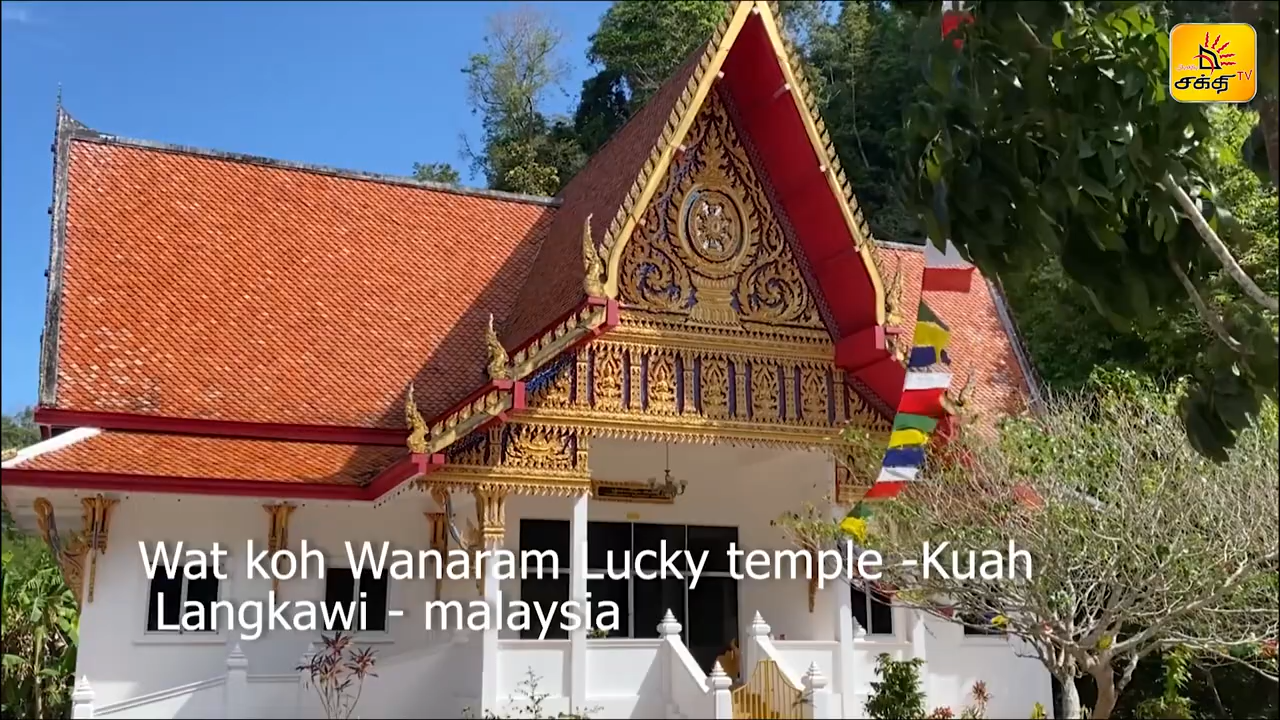 சக்தி TV
Wat koh Wanaram Lucky temple -Kuah
Langkawi - malaysia